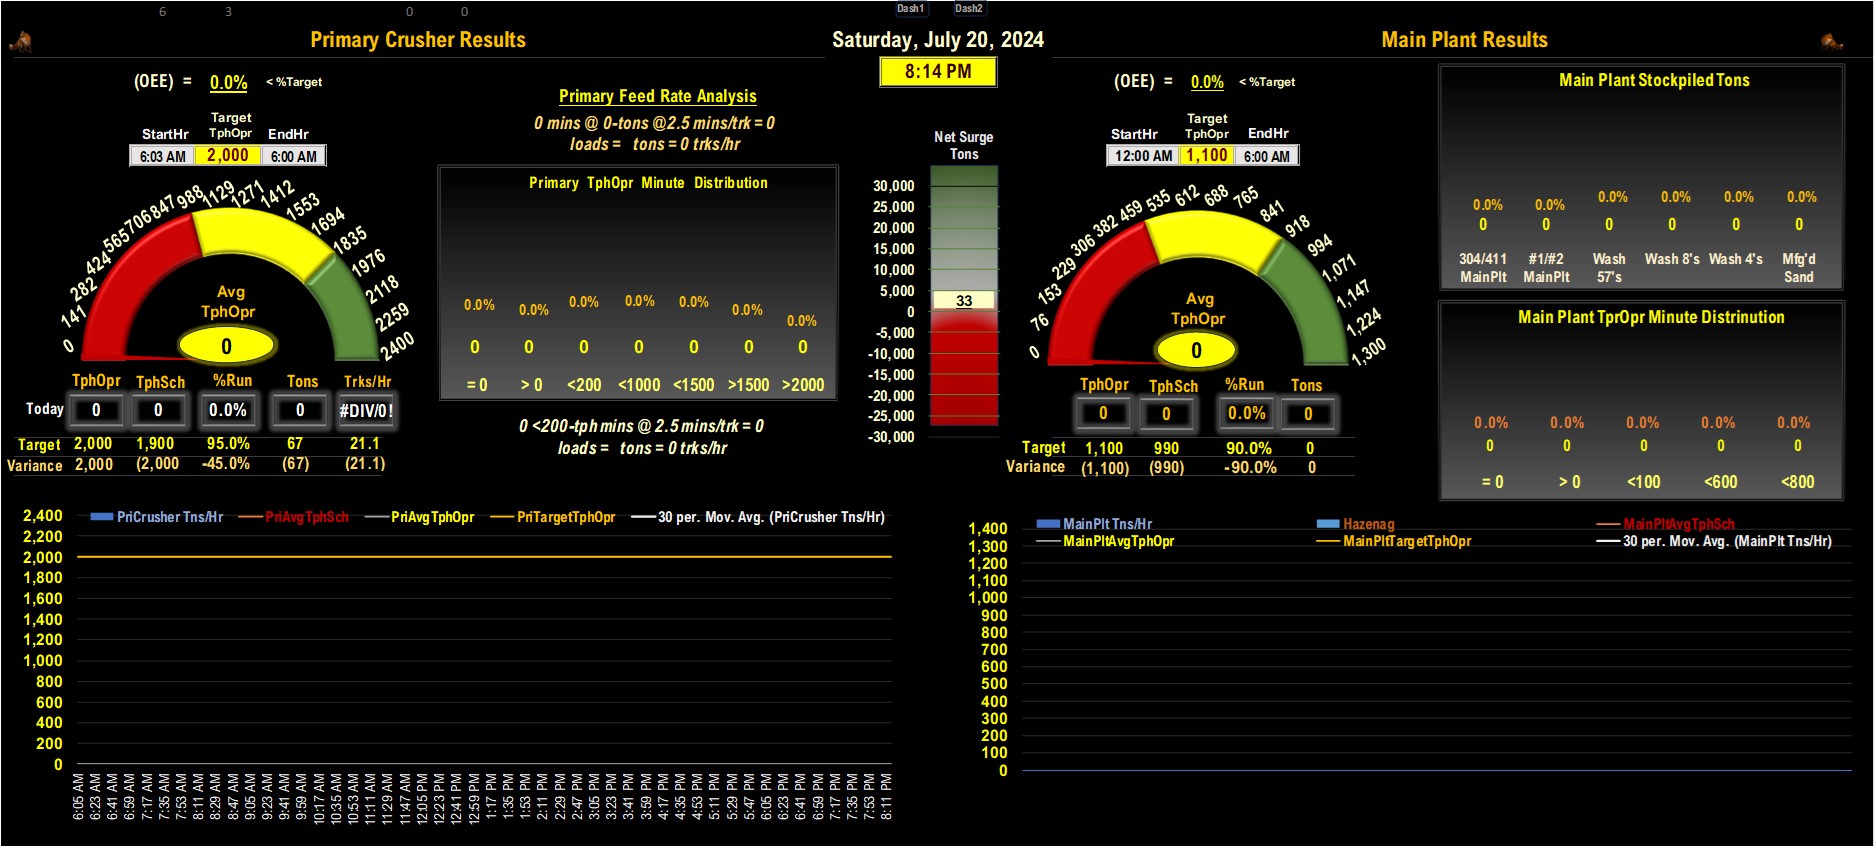 6 3 0 0 Dash1 Dash2
Primary Crusher Results
Saturday, July 20, 2024
Main Plant Results
8:14 PM
(OEE) = 0.0% < %Target
Target
StartHr TphOpr EndHr
6:03 AM 2,000 6:00 AM
0 141 282 424 565 706 847 988 1129 1271 1412 1553 1694 1835 1976 2118 2259 2400
Avg
TphOpr
0
TphOpr TphSch %Run Tons Trks/Hr
Today 0 0 0.0% 0 #DIV/0!
Target 2,000 1,900 95.0% 67 21.1
Variance 2,000 (2,000 -45.0% (67) (21.1)
Primary Feed Rate Analysis
0 mins @ 0-tons @2.5 mins/trk = 0
loads = tons = 0 trks/hr
Primary TphOpr Minute Distribution
0.0% 0.0% 0.0% 0.0% 0.0% 0.0% 0.0%
0 0 0 0 0 0 0
= 0 > 0 <200 <1000 <1500 >1500 >2000
0 <200-tph mins @ 2.5 mins/trk = 0
loads = tons = 0 trks/hr
Net Surge
Tons
30,000
25,000
20,000
15,000
10,000
5,000
33
0
-5,000
-10,000
-15,000
-20,000
-25,000
-30,000
(OEE) = 0.0% < %Target
Target
StartHr TphOpr EndHr
12:00 AM 1,100 6:00 AM
0 76 153 229 306 382 459 535 612 688 765 841 918 994 1,071 1,147 1,224 1,300
Avg
TphOpr
0
TphOpr TphSch %Run Tons
0 0 0.0% 0
Target 1,100 990 90.0% 0
Variance (1,100) (990) -90.0% 0
Main Plant Stockpiled Tons
0.0% 0.0% 0.0% 0.0% 0.0% 0.0%
0 0 0 0 0 0
304/411 #1/#2 Wash Wash 8's Wash 4's Mfg'd
MainPlt MainPlt 57's Sand
Main Plant TprOpr Minute Distrinution
0.0% 0.0% 0.0% 0.0% 0.0%
0 0 0 0 0
= 0 > 0 <100 <600 <800
PriCrusher Tns/Hr PriAvgTphSch PriAvgTphOpr PriTargetTphOpr 30 per. Mov. Avg. (PriCrusher Tns/Hr)
2,400
2,200
2,000
1,800
1,600
1,400
1,200
1,000
800
600
400
200
0
6:05 AM 6:23 AM 6:41 AM 6:59 AM 7:17 AM 7:35 AM 7:53 AM 8:11 AM 8:29 AM 8:47 AM 9:05 AM 9:23 AM 9:41 AM 9:59 AM 10:17 AM 10:35 AM 10:53 AM 11:11 AM 11:29 AM 11:47 AM 12:05 PM 12:23 PM 12:41 PM 12:59 PM 1:17 PM 1:35 PM 1:53 PM 2:11 PM 2:29 PM 2:47 PM 3:05 PM 3:23 PM 3:41 PM 3:59 PM 4:17 PM 4:35 PM 4:53 PM 5:11 PM 5:29 PM 5:47 PM 6:05 PM 6:23 PM 6:41 PM 6:59 PM 7:17 PM 7:35 PM 7:53 PM 8:11 PM
MainPlt Tns/Hr Hazenag MainPltAvgTphSch
MainPltAvgTphOpr MainPltTargetTphOpr 30 per. Mov. Avg. (MainPlt Tns/Hr)
1,400
1,300
1,200
1,100
1,000
900
800
700
600
500
400
300
200
100
0